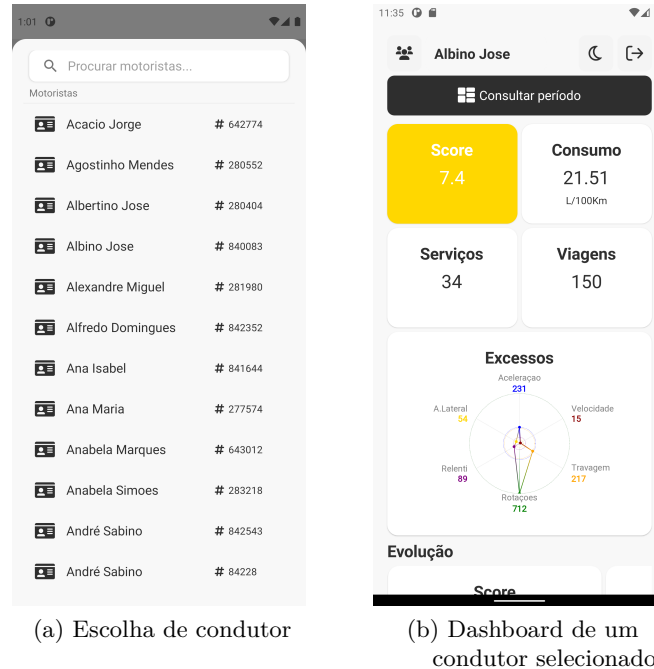 1:01
Procurar motoristas...
Motoristas
Acacio Jorge # 642774
Agostinho Mendes # 280552
Albertino Jose # 280404
Albino Jose # 840083
Alexandre Miguel # 281980
Alfredo Domingues # 842352
Ana Isabel # 841644
Ana Maria # 277574
Anabela Marques # 643012
Anabela Simoes # 283218
André Sabino # 842543
André Sabino # 84228
(a) Escolha de condutor
11:35
Albino Jose
Consultar período
Score
7.4
Consumo
21.51
L/100Km
Serviços
34
Viagens
150
Excessos
Aceleraçao
231
A.Lateral
54
Velocidade
15
Relenti
89
Travagem
217
Rotaçoes
712
Evolução
Score
(b) Dashboard de um
condutor selecionado